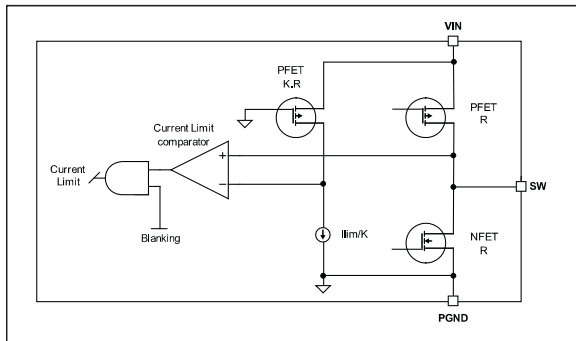 VIN
PFET
K.R
PFET
R
Current Limit
comparator
+
−
Current
Limit
Blanking
Ilim/K
SW
NFET
R
PGND